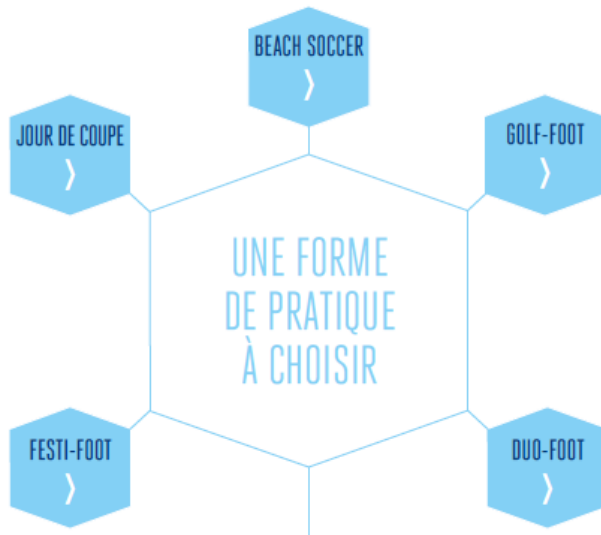 BEACH SOCCER
JOUR DE COUPE
GOLF-FOOT
UNE FORME
DE PRATIQUE
À CHOISIR
FESTI-FOOT
DUO-FOOT